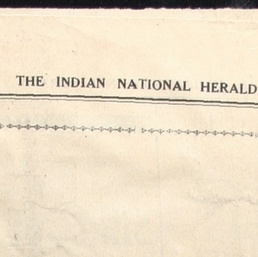 THE INDIAN NATIONAL HERALD